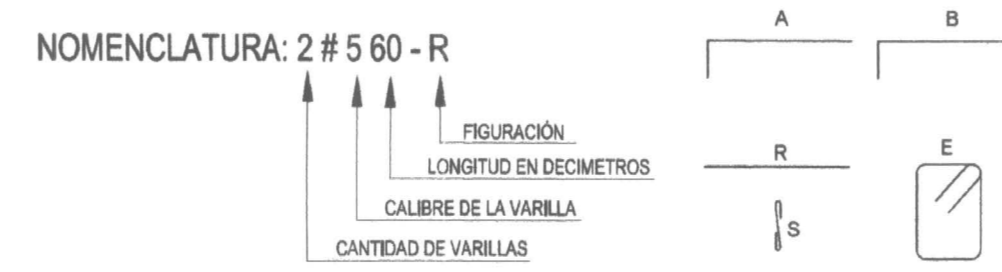 NOMENCLATURA: 2 # 5 60 - R
FIGURACIÓN
LONGITUD EN DECIMETROS
CALIBRE DE LA VARILLA
CANTIDAD DE VARILLAS
A
B
R
E
S